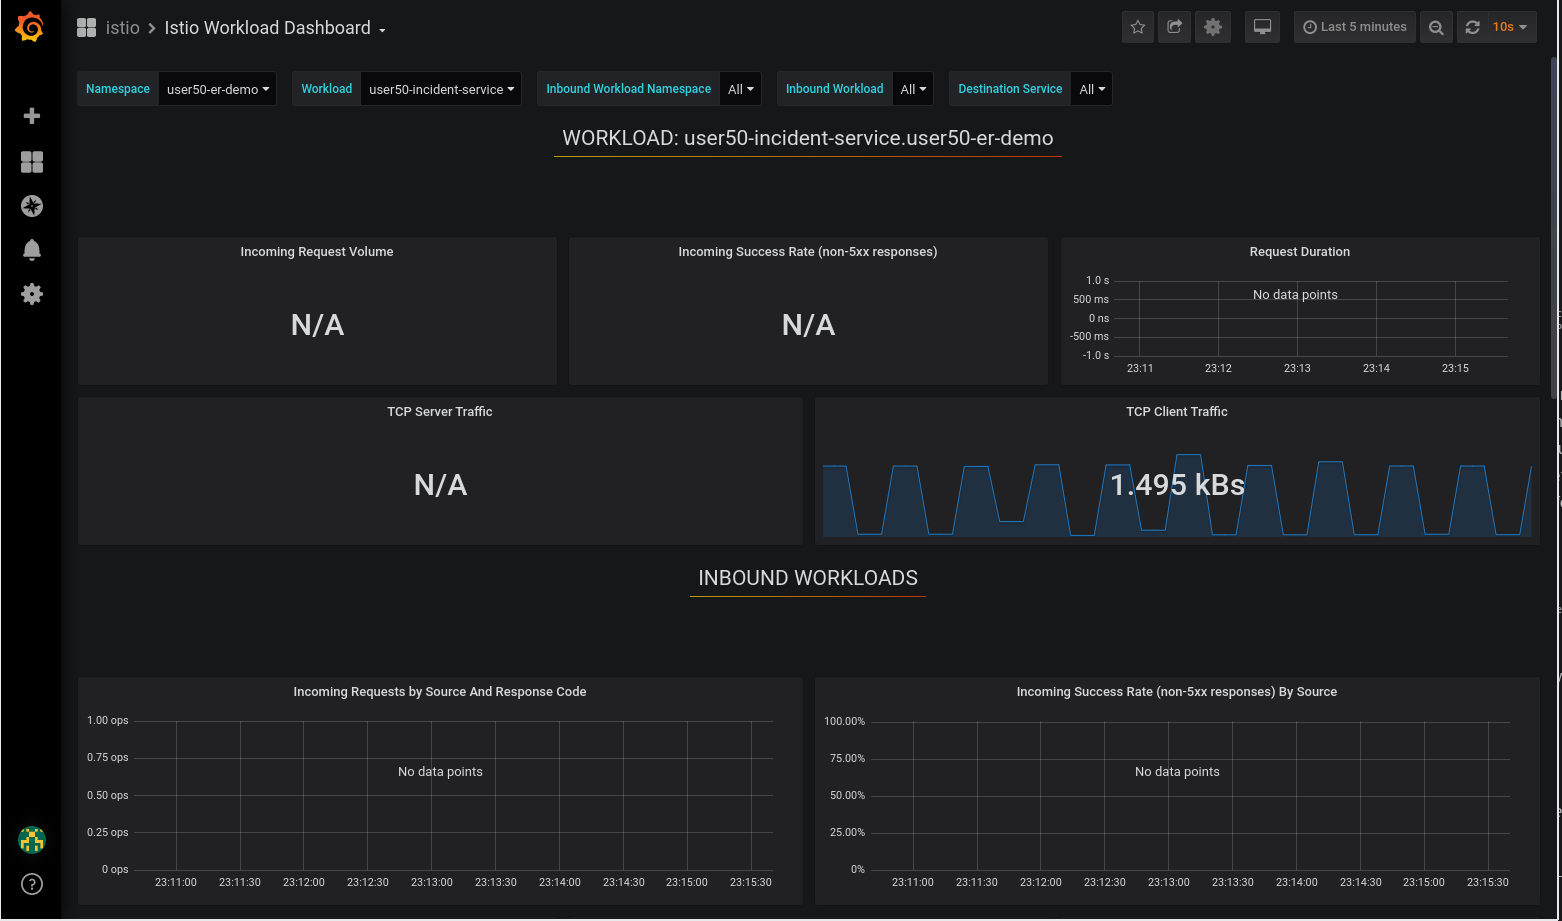 istio > Istio Workload Dashboard
Last 5 minutes
10s
Namespace user50-er-demo Workload user50-incident-service Inbound Workload Namespace All Inbound Workload All Destination Service All
WORKLOAD: user50-incident-service.user50-er-demo
Incoming Request Volume
N/A
Incoming Success Rate (non-5xx responses)
N/A
Request Duration
1.0 s
500 ms
0 ns
-500 ms
-1.0 s
No data points
23:11 23:12 23:13 23:14 23:15
TCP Server Traffic
N/A
TCP Client Traffic
1.495 kBs
INBOUND WORKLOADS
Incoming Requests by Source And Response Code
1.00 ops
0.75 ops
0.50 ops
0.25 ops
0 ops
No data points
23:11:00 23:11:30 23:12:00 23:12:30 23:13:00 23:13:30 23:14:00 23:14:30 23:15:00 23:15:30
Incoming Success Rate (non-5xx responses) By Source
100.00%
75.00%
50.00%
25.00%
0%
No data points
23:11:00 23:11:30 23:12:00 23:12:30 23:13:00 23:13:30 23:14:00 23:14:30 23:15:00 23:15:30